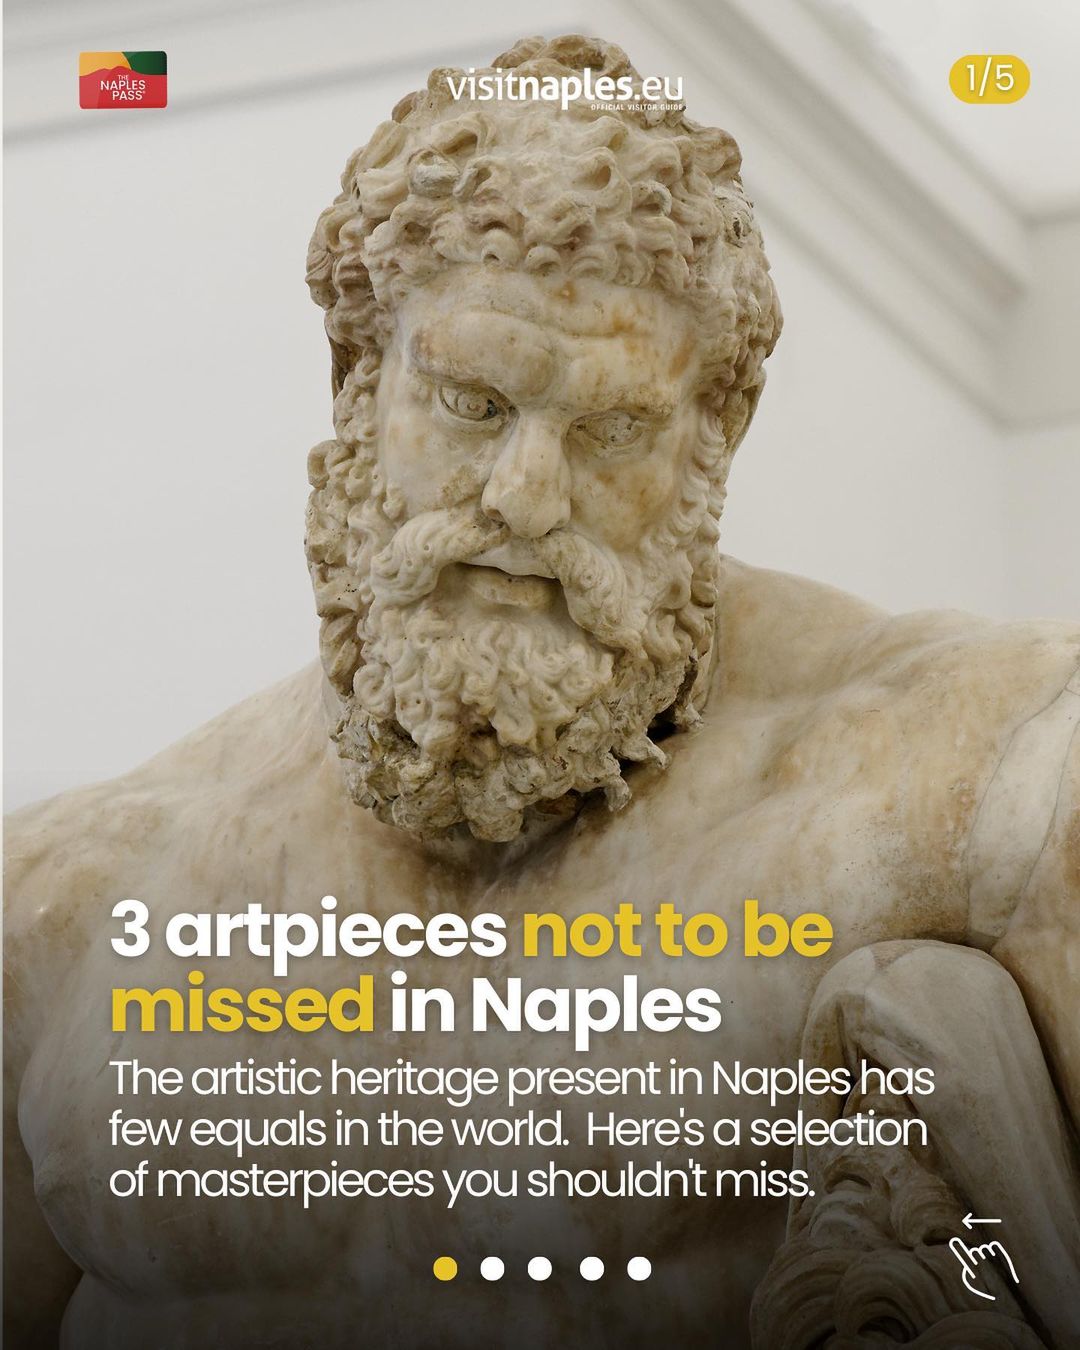 THE
NAPLES
PASS
visitnaples.eu
OFFICIAL VISITOR GUIDE
1/5
3 artpieces not to be
missed in Naples
The artistic heritage present in Naples has
few equals in the world. Here's a selection
of masterpieces you shouldn't miss.